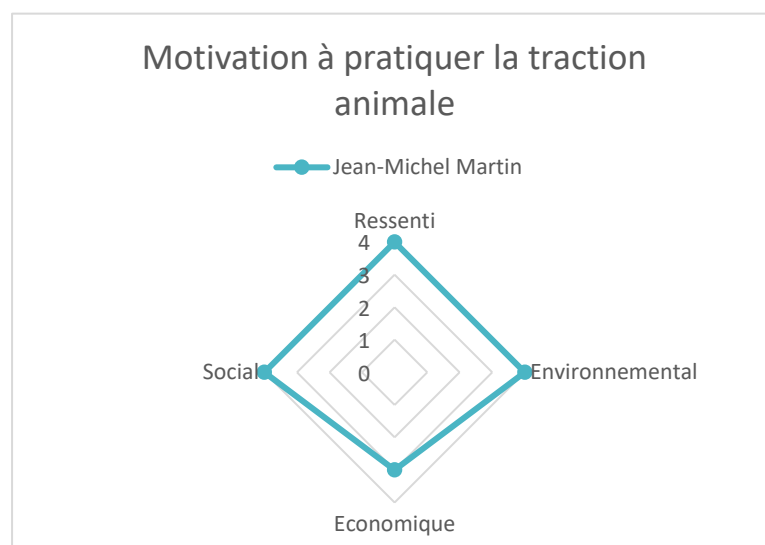 Motivation à pratiquer la traction
animale
Jean-Michel Martin
Ressenti
4
3
2
1
0
Social
Environnemental
Economique